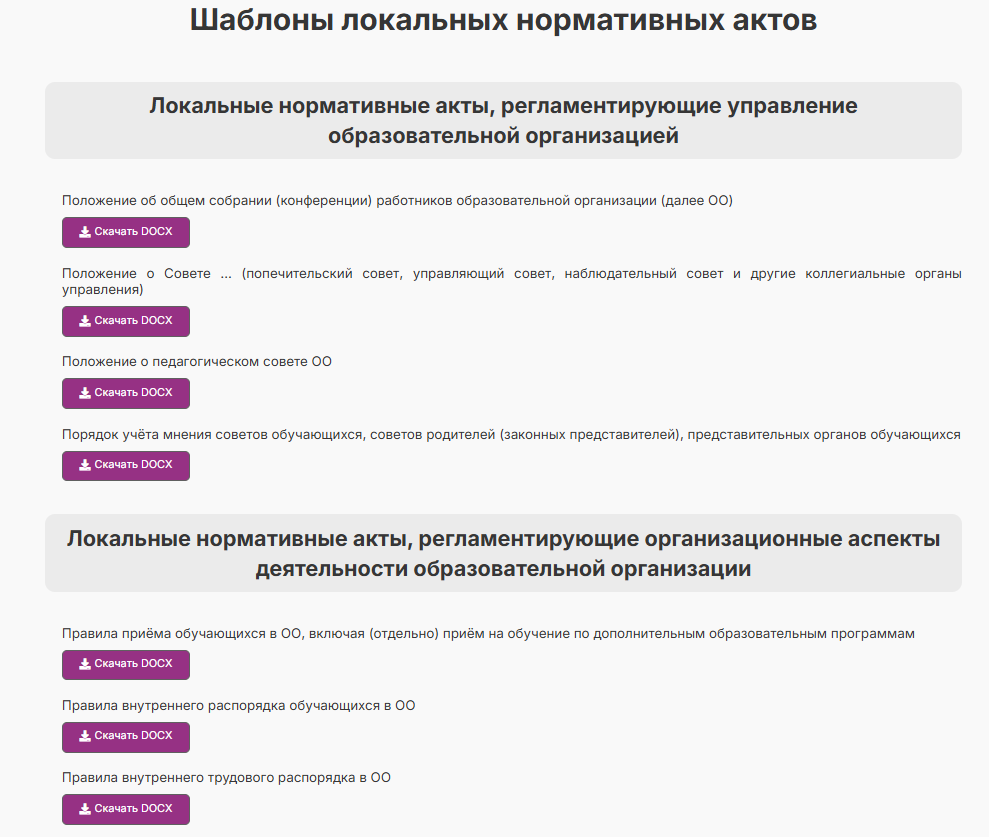 Шаблоны локальных нормативных актов
Локальные нормативные акты, регламентирующие управление
образовательной организацией
Положение об общем собрании (конференции) работников образовательной организации (далее ОО)
Скачать DOCX
Положение о Совете ... (попечительский совет, управляющий совет, наблюдательный совет и другие коллегиальные органы
управления)
Скачать DOCX
Положение о педагогическом совете ОО
Скачать DOCX
Порядок учёта мнения советов обучающихся, советов родителей (законных представителей), представительных органов обучающихся
Скачать DOCX
Локальные нормативные акты, регламентирующие организационные аспекты
деятельности образовательной организации
Правила приёма обучающихся в ОО, включая (отдельно) приём на обучение по дополнительным образовательным программам
Скачать DOCX
Правила внутреннего распорядка обучающихся в ОО
Скачать DOCX
Правила внутреннего трудового распорядка в ОО
Скачать DOCX